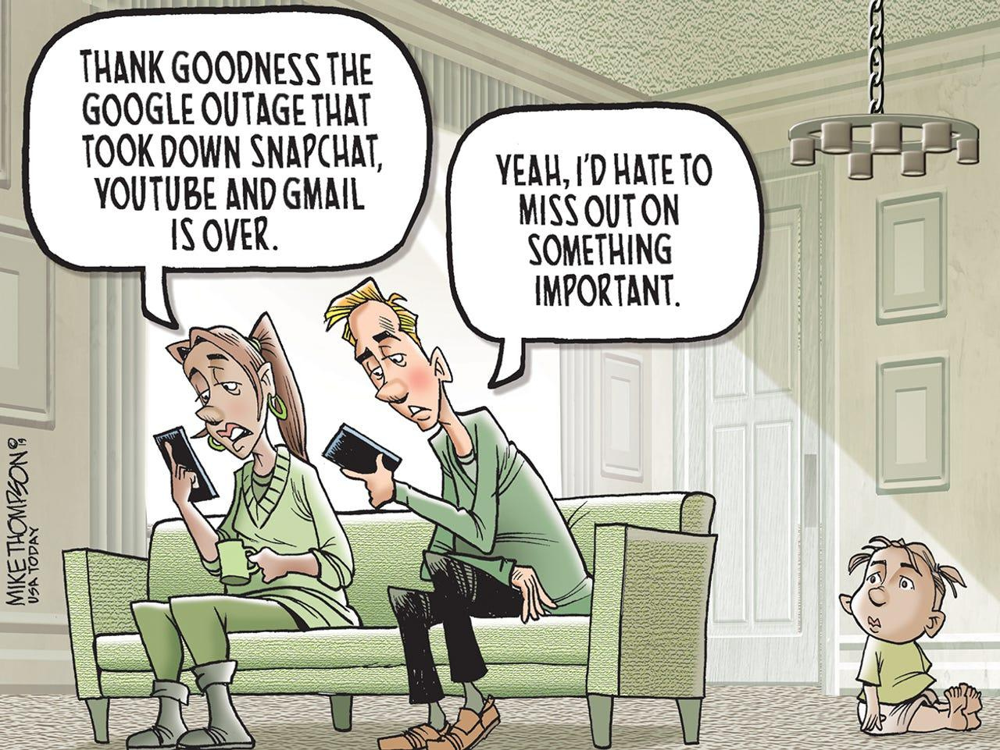 THANK GOODNESS THE
GOOGLE OUTAGE THAT
TOOK DOWN SNAPCHAT,
YOUTUBE AND GMAIL
IS OVER.
YEAH, I'D HATE TO
MISS OUT ON
SOMETHING
IMPORTANT.
MIKE THOMPSON © '19
USA TODAY